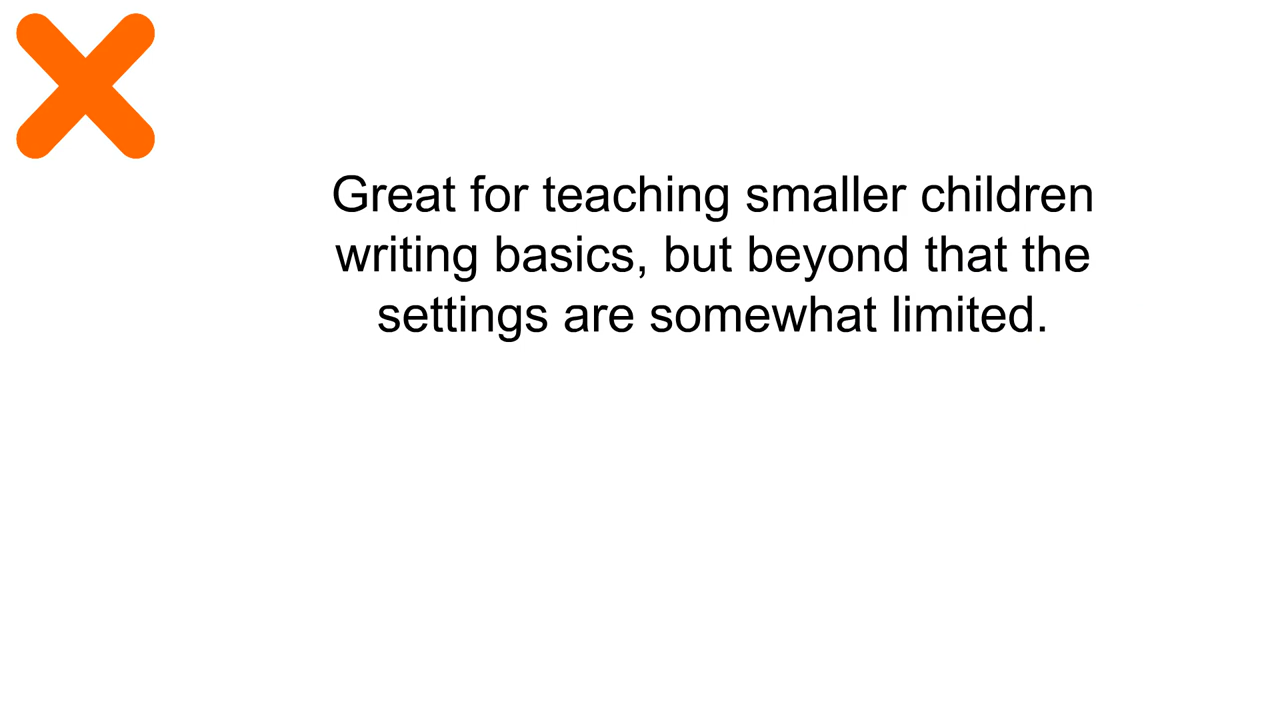 Great for teaching smaller children
writing basics, but beyond that the
settings are somewhat limited.